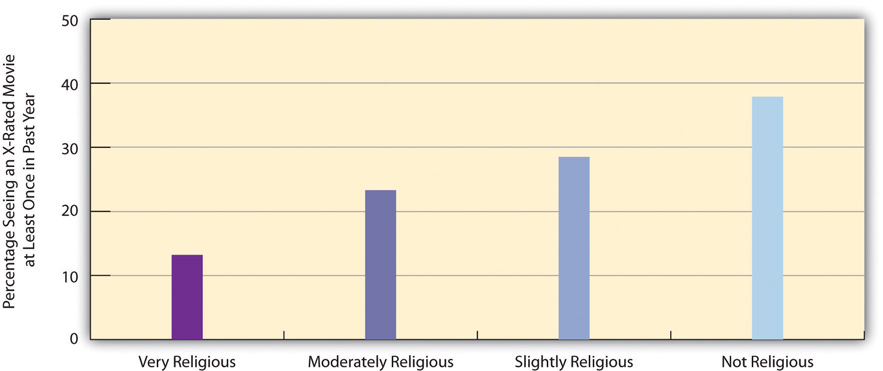 Percentage Seeing an X-Rated Movie
at Least Once in Past Year
50
40
30
20
10
0
Very Religious
Moderately Religious
Slightly Religious
Not Religious